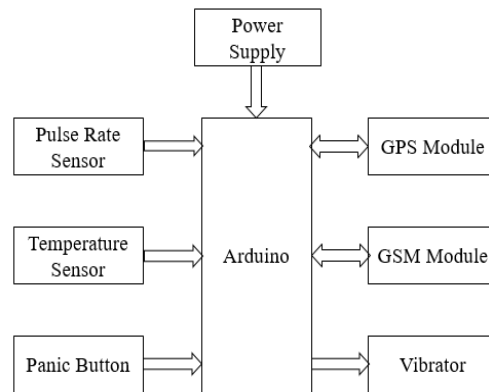 Power
Supply
Pulse Rate
Sensor
GPS Module
Temperature
Sensor
Arduino
GSM Module
Panic Button
Vibrator